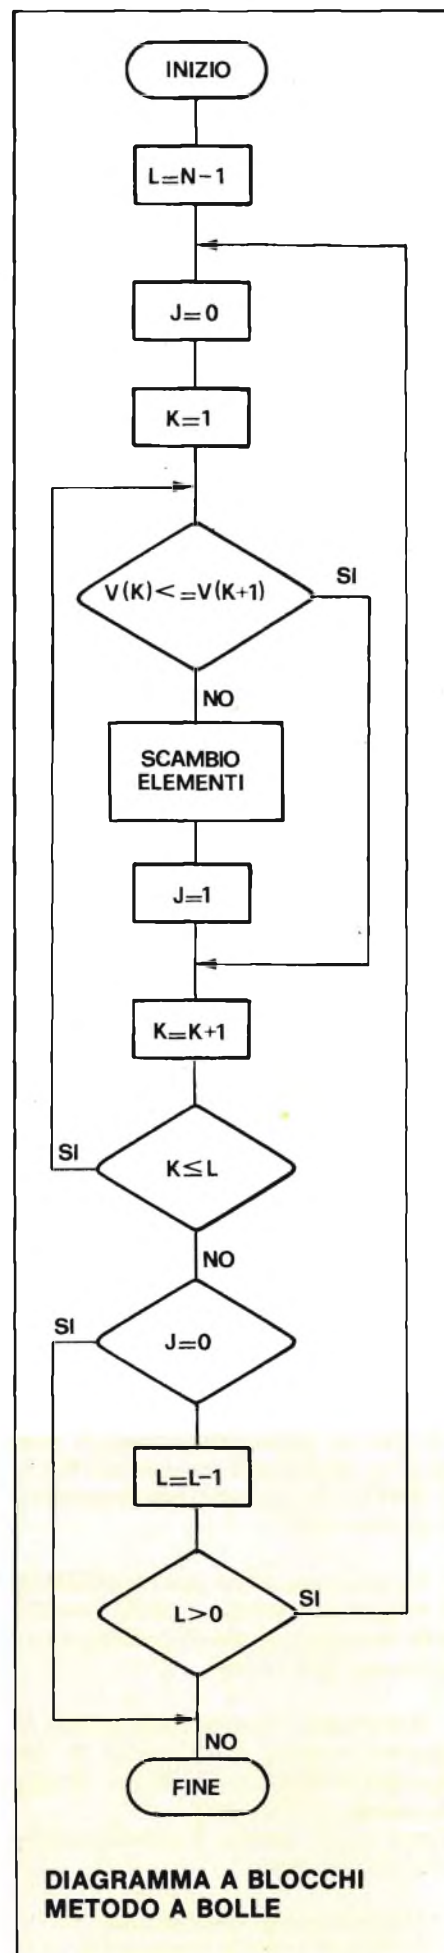 INIZIO
L=N-1
J=0
K=1
V(K)<=V(K+1)
SI
NO
SCAMBIO
ELEMENTI
J=1
K=K+1
SI
K≤L
NO
SI
J=0
L=L-1
L>0
SI
NO
FINE
DIAGRAMMA A BLOCCHI
METODO A BOLLE